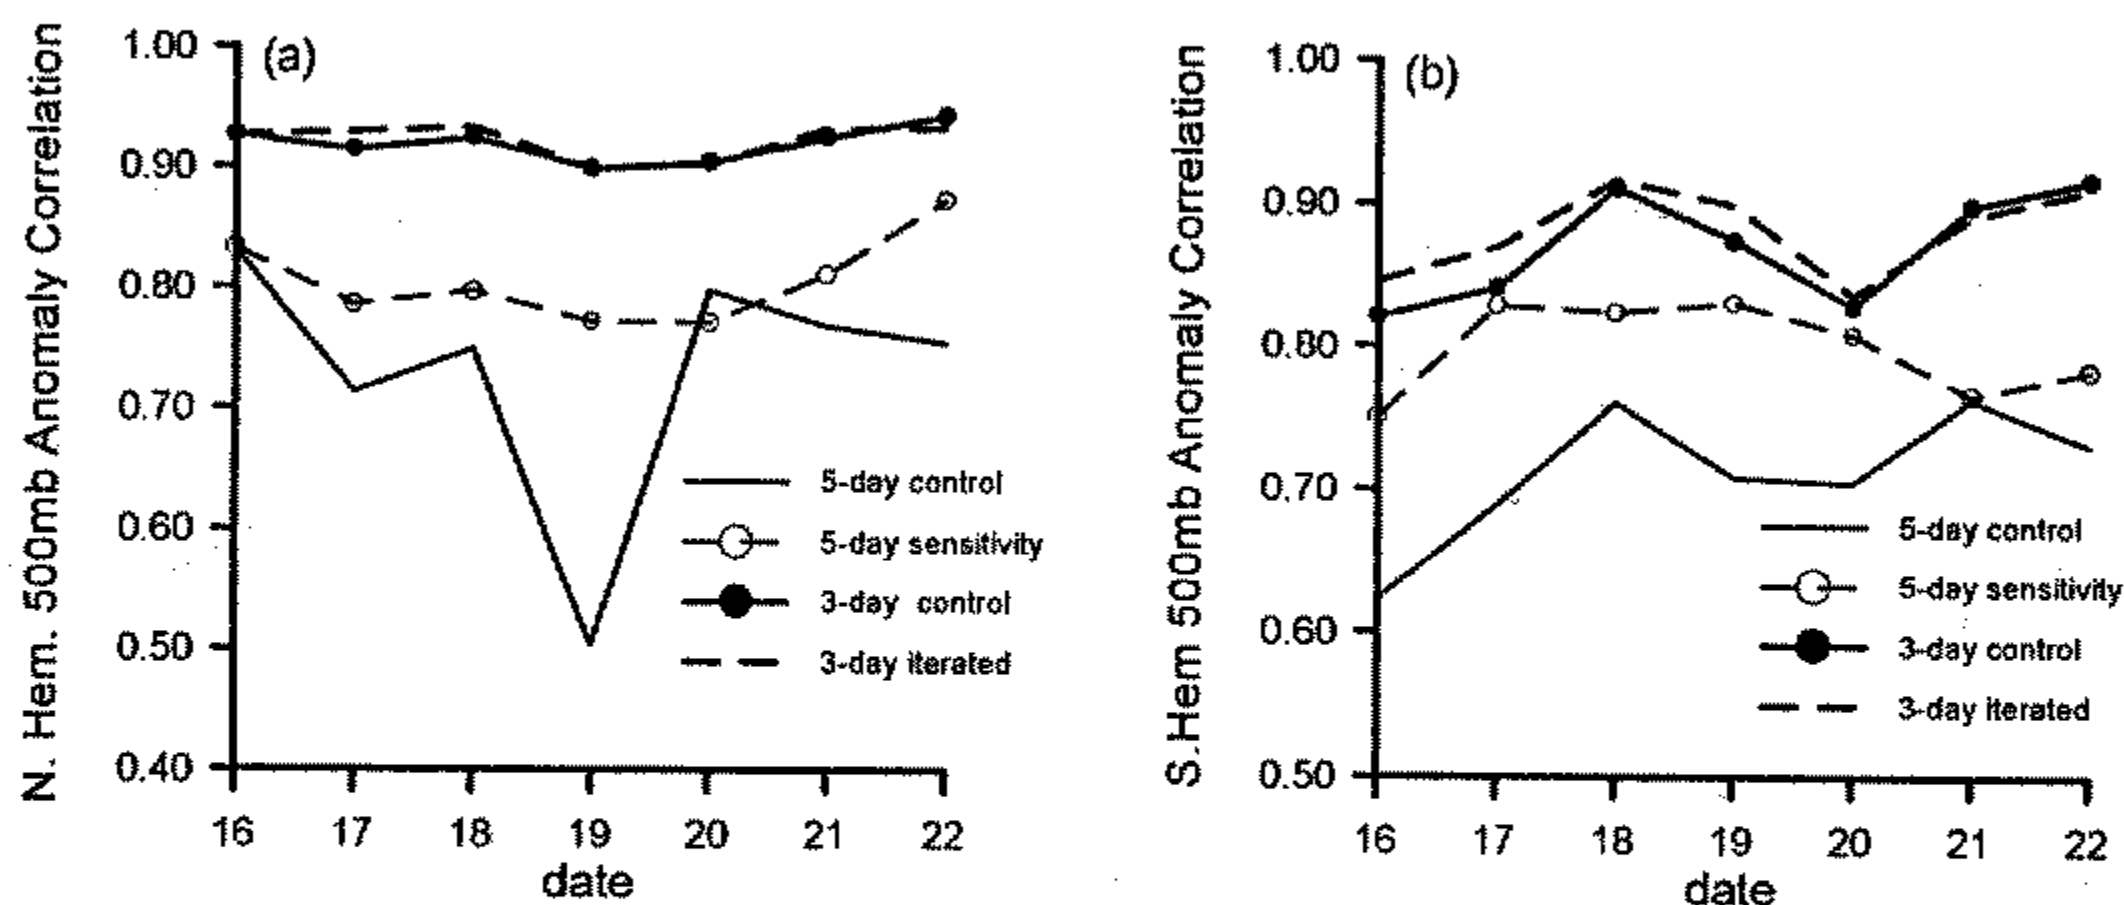 N. Hem. 500mb Anomaly Correlation
(a)
1.00
0.90
0.80
0.70
0.60
0.50
0.40
5-day control
5-day sensitivity
3-day control
3-day iterated
16 17 18 19 20 21 22
date
S.Hem 500mb Anomaly Correlation
(b)
1.00
0.90
0.80
0.70
0.60
0.50
5-day control
5-day sensitivity
3-day control
3-day iterated
16 17 18 19 20 21 22
date